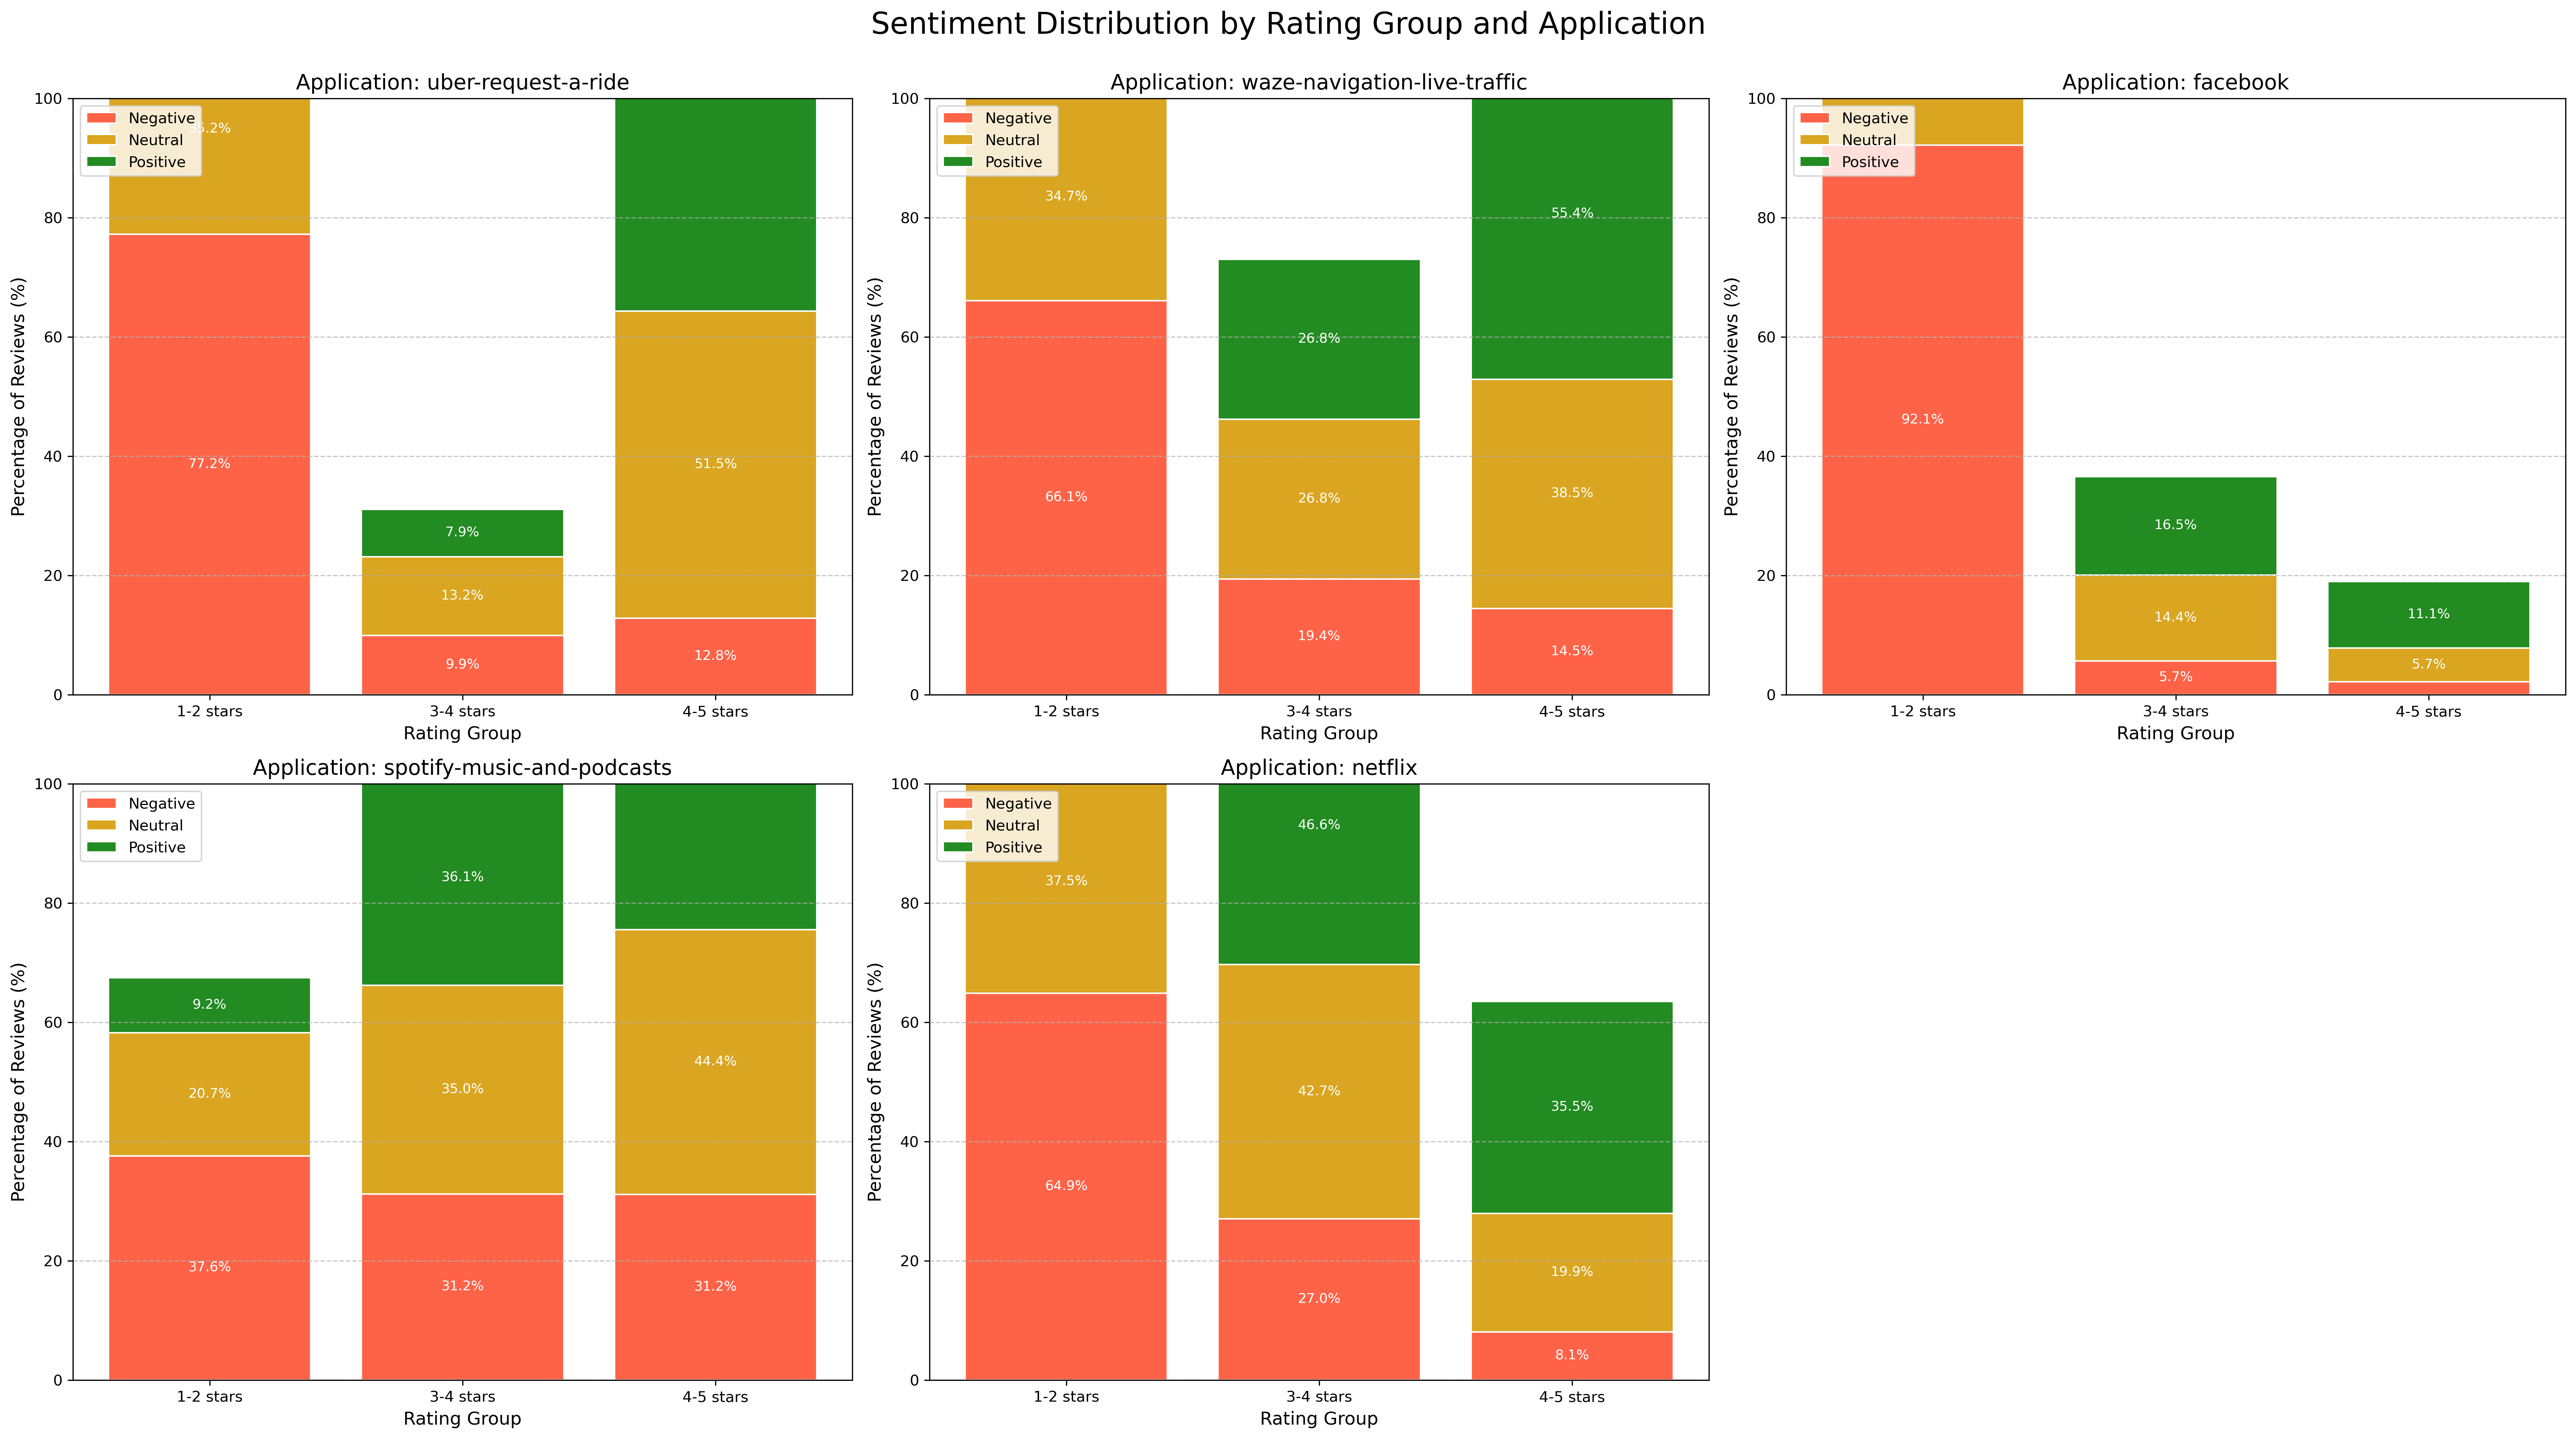 Sentiment Distribution by Rating Group and Application
Application: uber-request-a-ride
100
80
60
40
20
0
Percentage of Reviews (%)
Negative
Neutral
Positive
77.2%
9.9%
13.2%
7.9%
12.8%
51.5%
1-2 stars
3-4 stars
4-5 stars
Rating Group
Application: waze-navigation-live-traffic
100
80
60
40
20
0
Percentage of Reviews (%)
Negative
Neutral
Positive
34.7%
66.1%
26.8%
26.8%
19.4%
55.4%
38.5%
14.5%
1-2 stars
3-4 stars
4-5 stars
Rating Group
Application: facebook
100
80
60
40
20
0
Percentage of Reviews (%)
Negative
Neutral
Positive
92.1%
16.5%
14.4%
5.7%
11.1%
5.7%
1-2 stars
3-4 stars
4-5 stars
Rating Group
Application: spotify-music-and-podcasts
100
80
60
40
20
0
Percentage of Reviews (%)
Negative
Neutral
Positive
9.2%
20.7%
37.6%
36.1%
35.0%
31.2%
44.4%
31.2%
1-2 stars
3-4 stars
4-5 stars
Rating Group
Application: netflix
100
80
60
40
20
0
Percentage of Reviews (%)
Negative
Neutral
Positive
37.5%
64.9%
46.6%
42.7%
27.0%
35.5%
19.9%
8.1%
1-2 stars
3-4 stars
4-5 stars
Rating Group